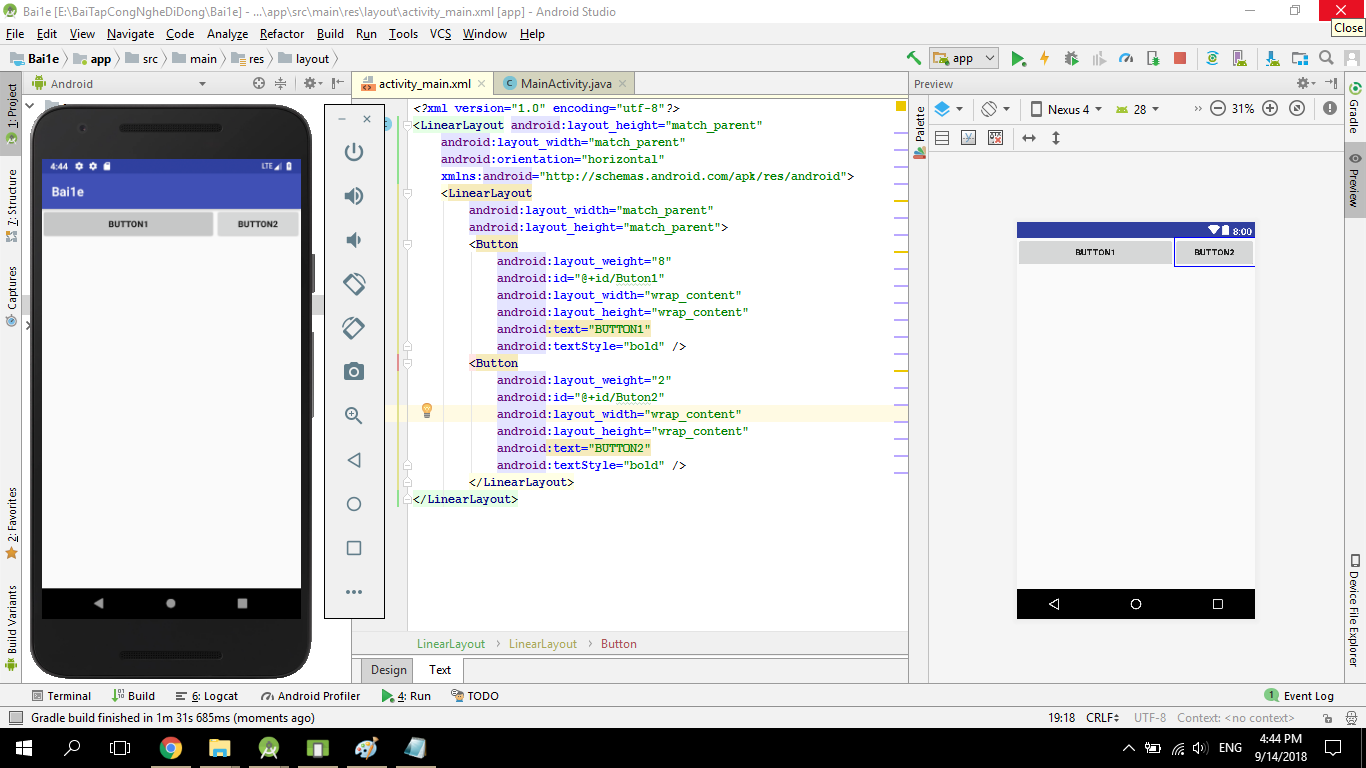 Bai1e [E:\BaiTapCongNgheDiDong\Bai1e] - ...\app\src\main\res\layout\activity_main.xml [app] - Android Studio
Close
File Edit View Navigate Code Analyze Refactor Build Run Tools VCS Window Help
Bai1e app src main res layout
app
1: Project
7: Structure
Captures
2: Favorites
Build Variants
Android
4:44
LTE
Bai1e
BUTTON1 BUTTON2
activity_main.xml MainActivity.java
<?xml version="1.0" encoding="utf-8"?>
<LinearLayout android:layout_height="match_parent"
android:layout_width="match_parent"
android:orientation="horizontal"
xmlns:android="http://schemas.android.com/apk/res/android">
<LinearLayout
android:layout_width="match_parent"
android:layout_height="match_parent">
<Button
android:layout_weight="8"
android:id="@+id/Buton1"
android:layout_width="wrap_content"
android:layout_height="wrap_content"
android:text="BUTTON1"
android:textStyle="bold" />
<Button
android:layout_weight="2"
android:id="@+id/Buton2"
android:layout_width="wrap_content"
android:layout_height="wrap_content"
android:text="BUTTON2"
android:textStyle="bold" />
</LinearLayout>
</LinearLayout>
LinearLayout › LinearLayout › Button
Design Text
Preview
Palette
Nexus 4 28 » 31%
8:00
BUTTON1 BUTTON2
Gradle
Preview
Device File Explorer
Terminal Build 6: Logcat Android Profiler 4: Run TODO 1 Event Log
Gradle build finished in 1m 31s 685ms (moments ago) 19:18 CRLF UTF-8 Context: <no context>
ENG
4:44 PM
9/14/2018